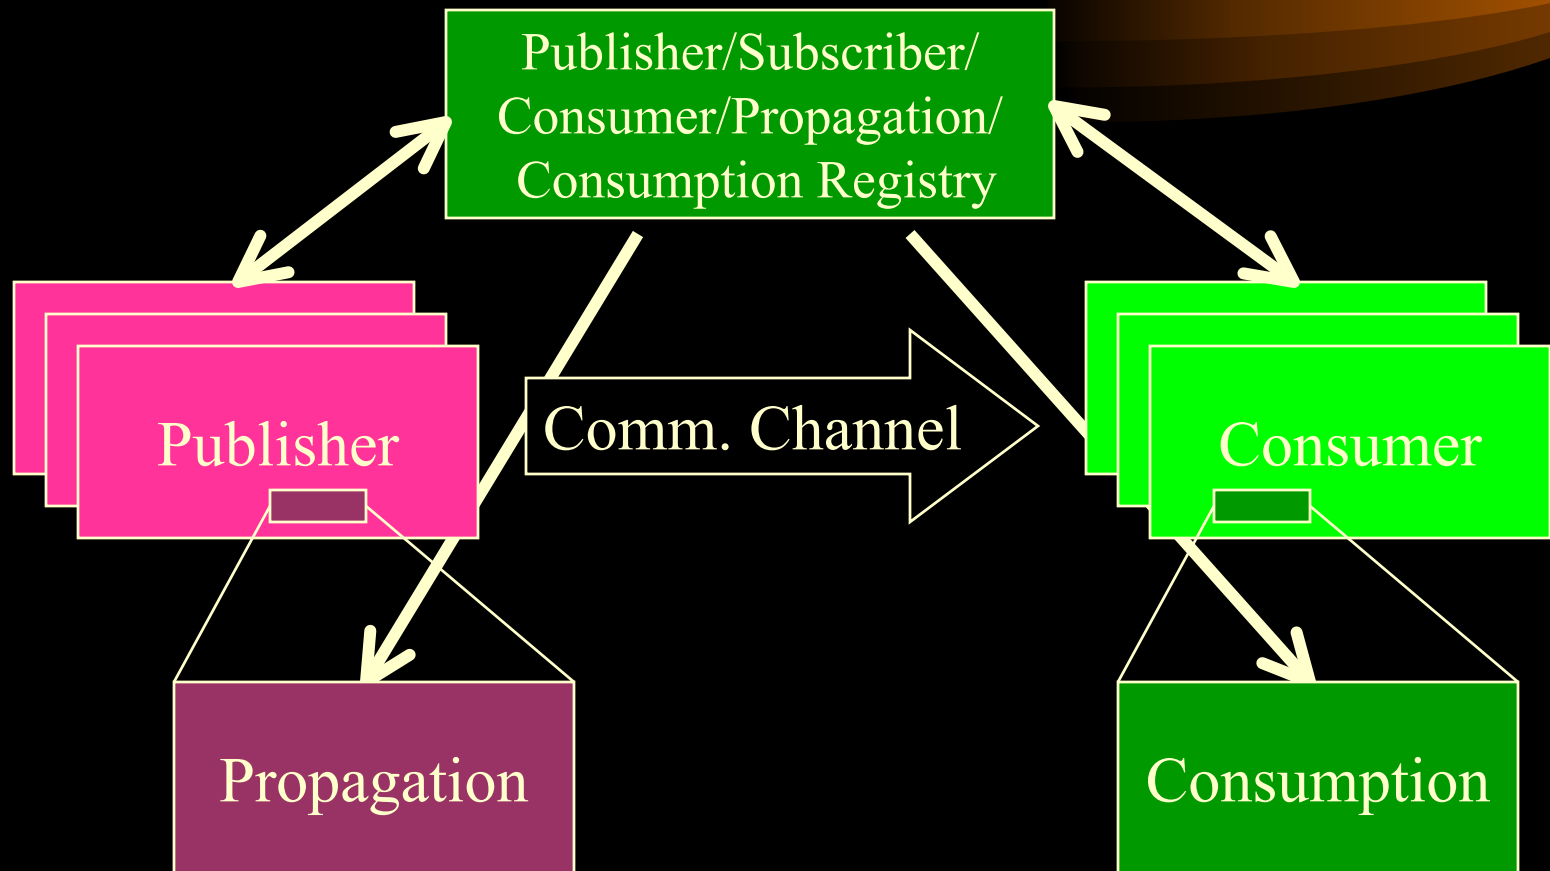 Publisher/Subscriber/
Consumer/Propagation/
Consumption Registry
Publisher
Comm. Channel
Consumer
Propagation
Consumption